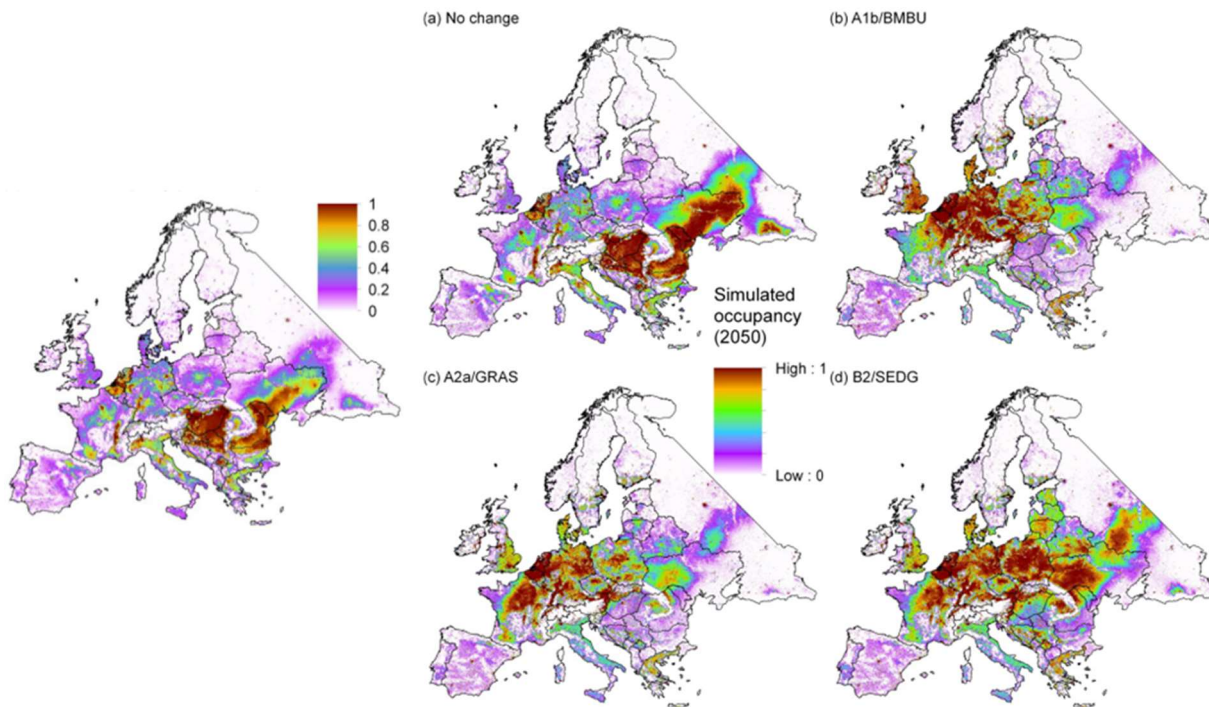 (a) No change
(b) A1b/BMBU
1
0.8
0.6
0.4
0.2
0
Simulated
occupancy
(2050)
(c) A2a/GRAS
High : 1
Low : 0
(d) B2/SEDG